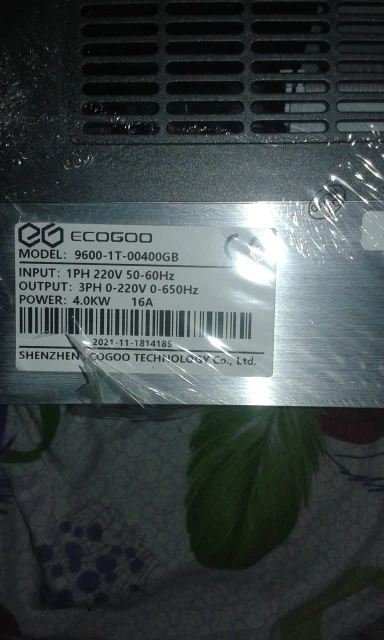 ECOGOO
MODEL: 9600-1T-00400GB
INPUT: 1PH 220V 50-60Hz
OUTPUT: 3PH 0-220V 0-650Hz
POWER: 4.0KW 16A
2021-11-1814185
SHENZHEN ECOGOO TECHNOLOGY Co., Ltd.